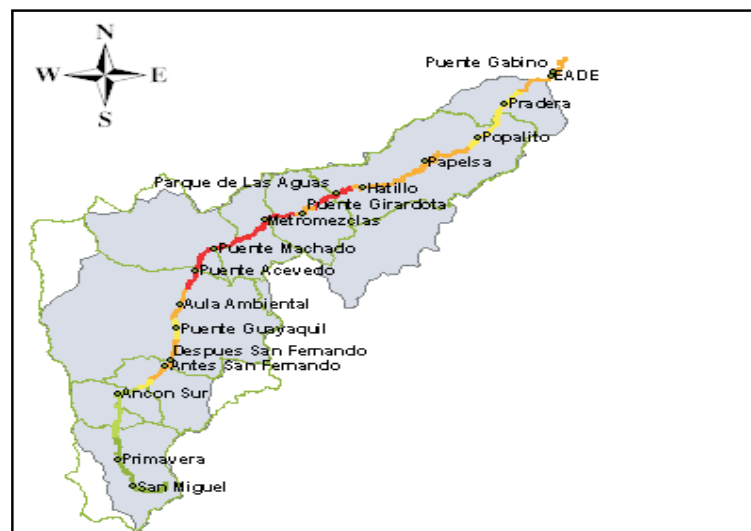 N
W E
S
Puente Gabino
EADE
Pradera
Popalito
Papelsa
Parque de Las Aguas
Hatillo
Puente Girardota
Metromezclas
Puente Machado
Puente Acevedo
Aula Ambiental
Puente Guayaquil
Despues San Fernando
Antes San Fernando
Ancon Sur
Primavera
San Miguel